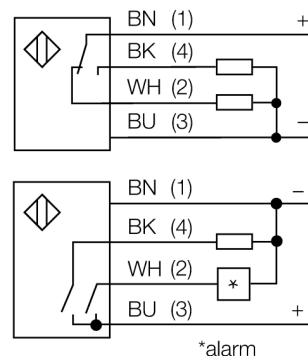 BN (1) +
BK (4)
WH (2)
BU (3) −
BN (1) −
BK (4)
WH (2)
*
BU (3) +
*alarm